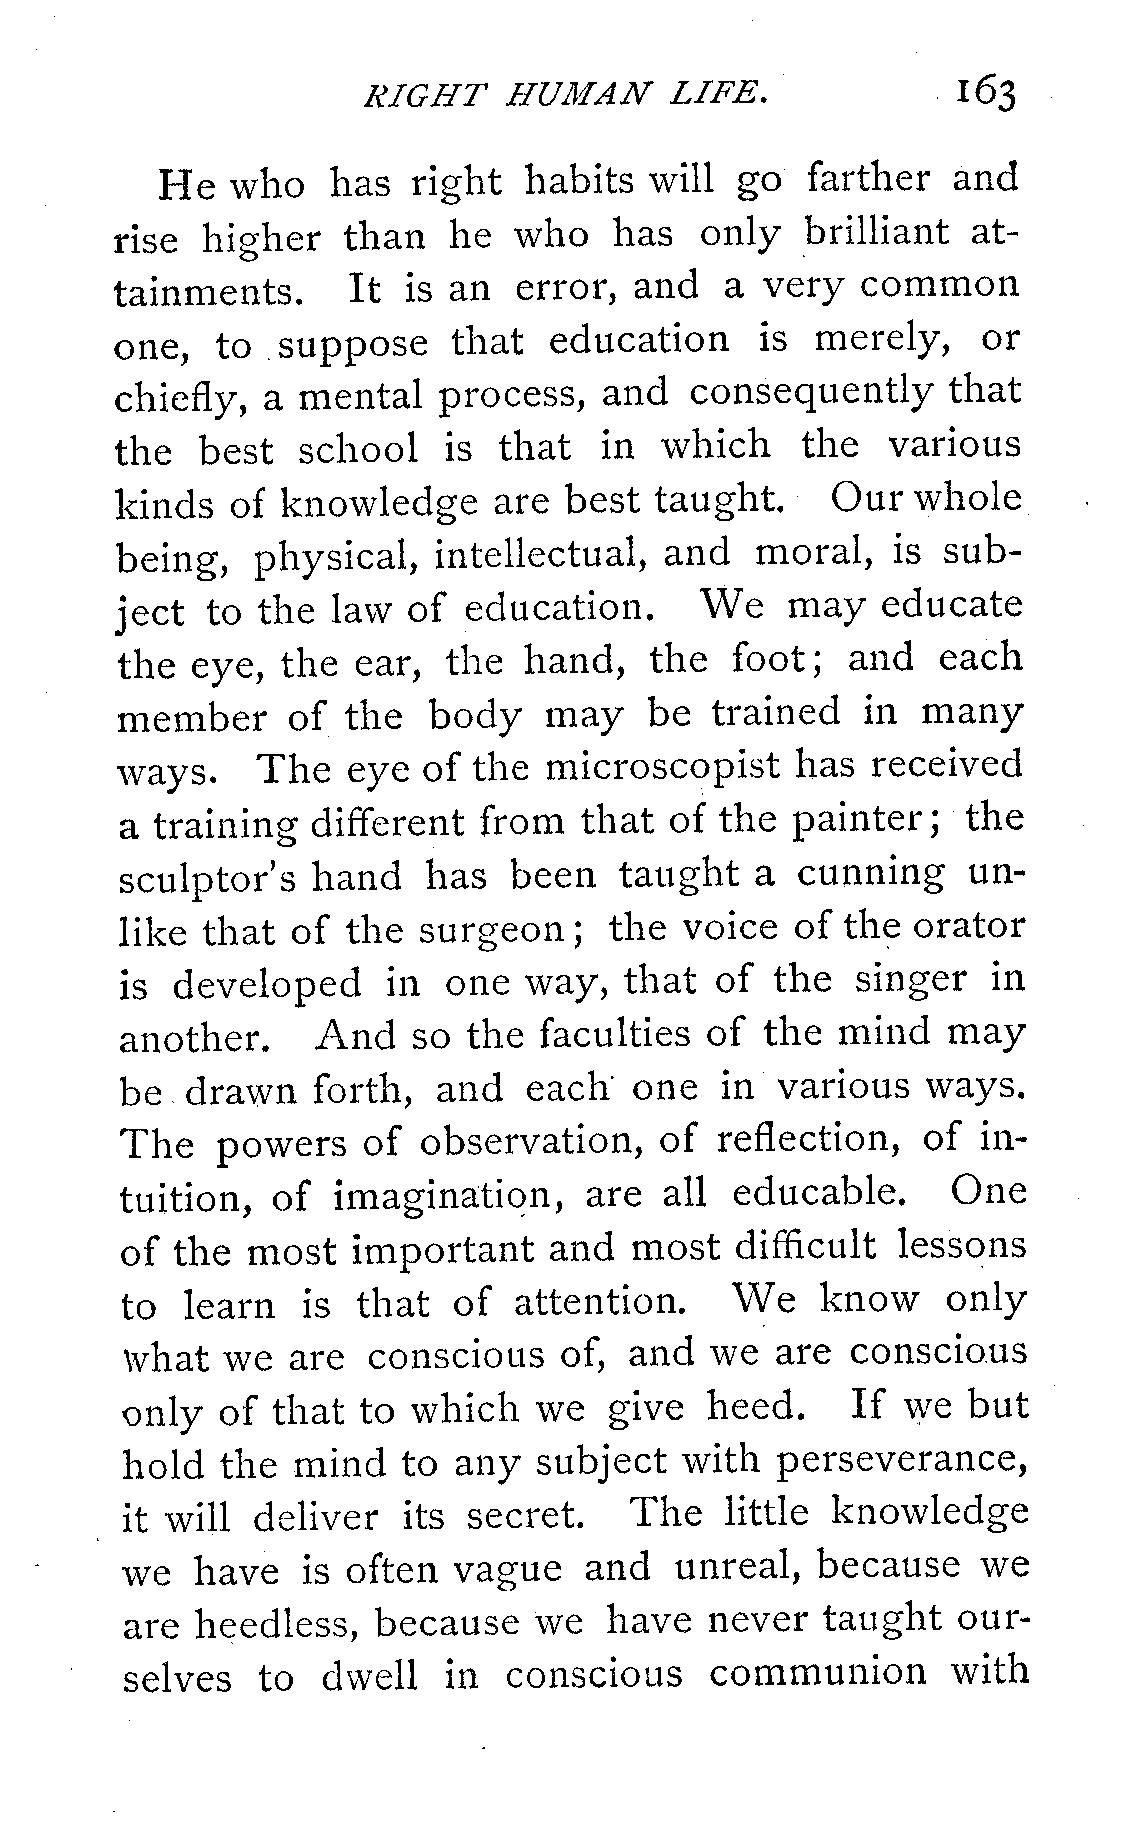 RIGHT HUMAN LIFE. 163
He who has right habits will go farther and
rise higher than he who has only brilliant at-
tainments. It is an error, and a very common
one, to suppose that education is merely, or
chiefly, a mental process, and consequently that
the best school is that in which the various
kinds of knowledge are best taught. Our whole
being, physical, intellectual, and moral, is sub-
ject to the law of education. We may educate
the eye, the ear, the hand, the foot; and each
member of the body may be trained in many
ways. The eye of the microscopist has received
a training different from that of the painter; the
sculptor's hand has been taught a cunning un-
like that of the surgeon; the voice of the orator
is developed in one way, that of the singer in
another. And so the faculties of the mind may
be drawn forth, and each one in various ways.
The powers of observation, of reflection, of in-
tuition, of imagination, are all educable. One
of the most important and most difficult lessons
to learn is that of attention. We know only
what we are conscious of, and we are conscious
only of that to which we give heed. If we but
hold the mind to any subject with perseverance,
it will deliver its secret. The little knowledge
we have is often vague and unreal, because we
are heedless, because we have never taught our-
selves to dwell in conscious communion with